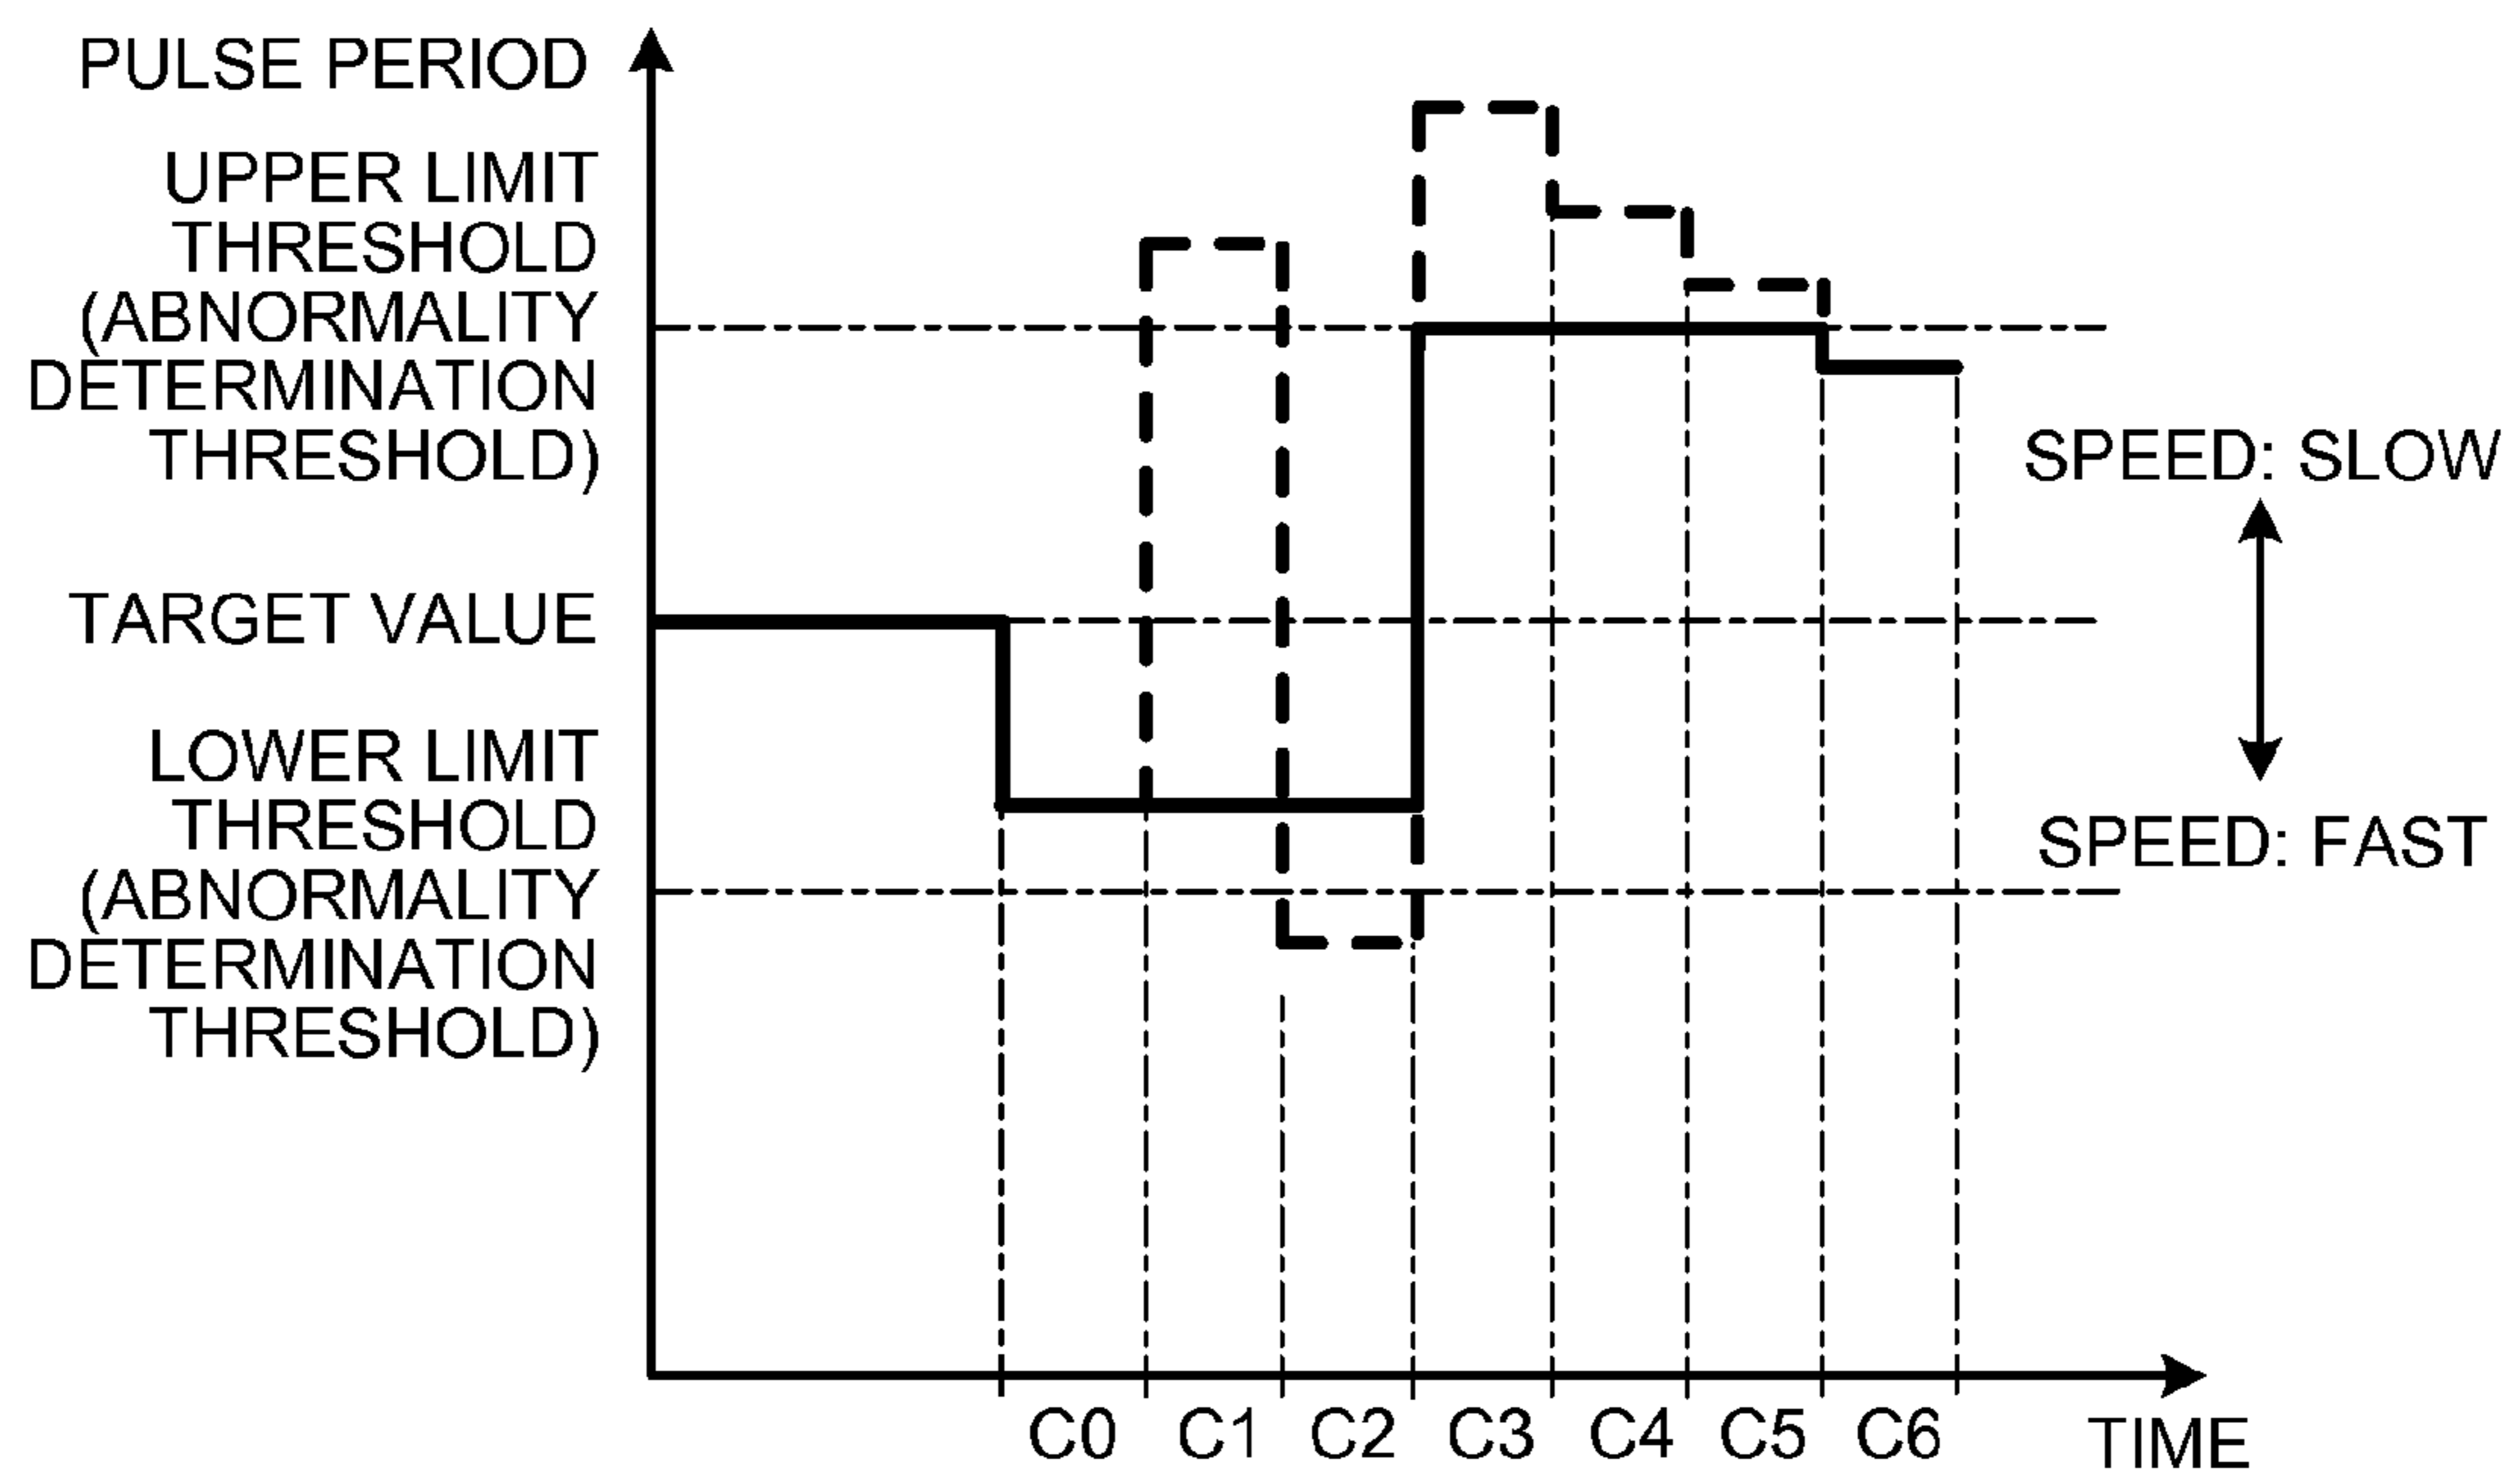 PULSE PERIOD
UPPER LIMIT
THRESHOLD
(ABNORMALITY
DETERMINATION
THRESHOLD)
SPEED: SLOW
TARGET VALUE
LOWER LIMIT
THRESHOLD
(ABNORMALITY
DETERMINATION
THRESHOLD)
SPEED: FAST
C0 C1 C2 C3 C4 C5 C6
TIME